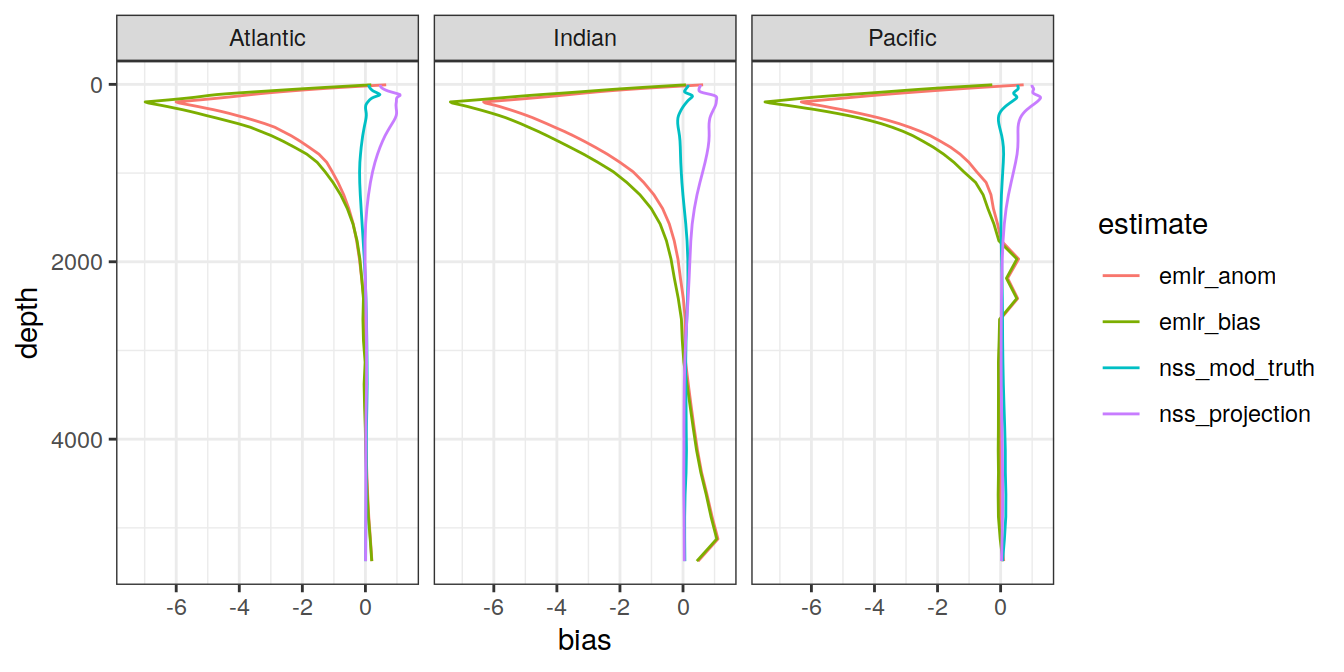 Atlantic Indian Pacific
0
2000
4000
depth
-6 -4 -2 0 -6 -4 -2 0 -6 -4 -2 0
bias
estimate
emlr_anom
emlr_bias
nss_mod_truth
nss_projection